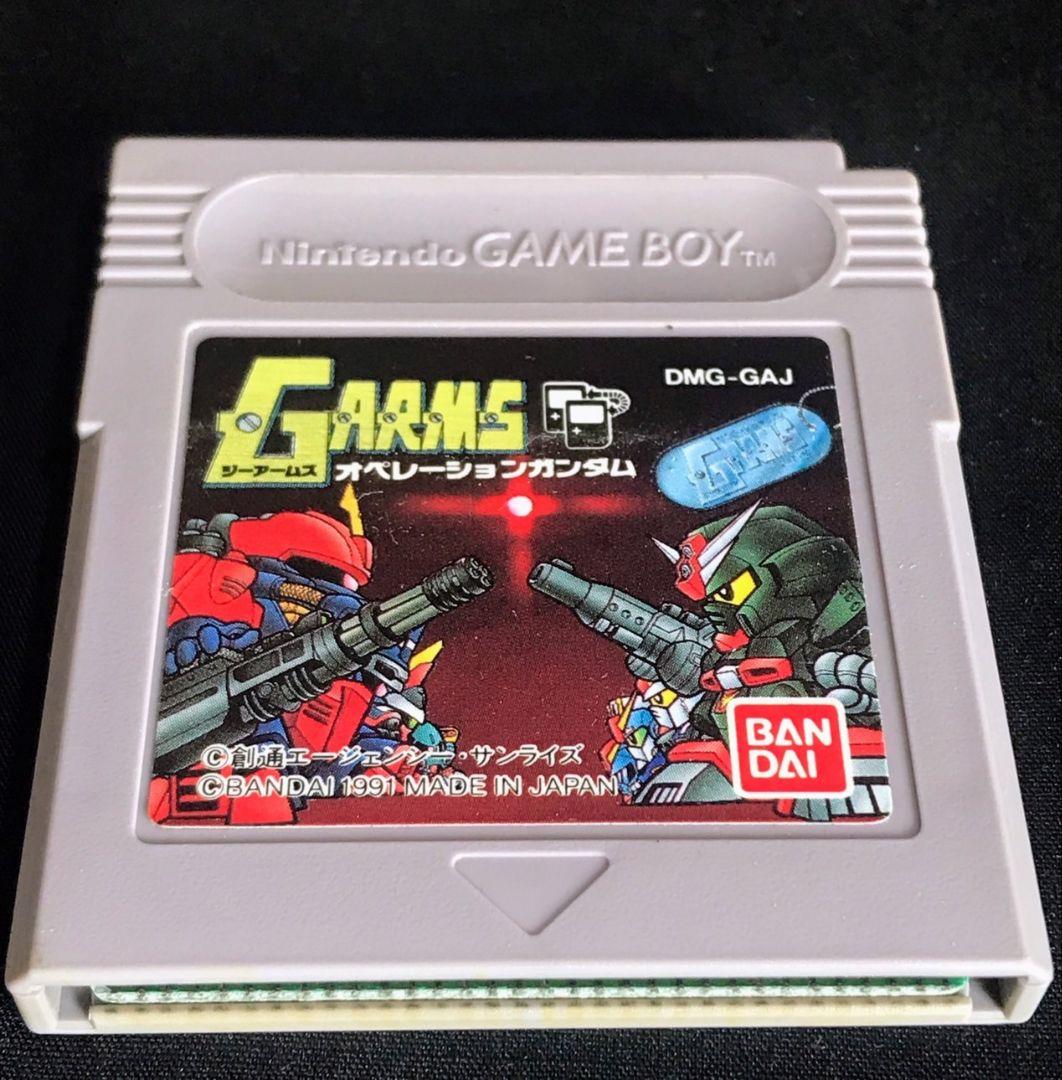 Nintendo GAME BOY™
DMG-GAJ
G-ARMS
ジーアームズ
オペレーションガンダム
G-ARMS
©創通エージェンシー・サンライズ
©BANDAI 1991 MADE IN JAPAN
BAN
DAI